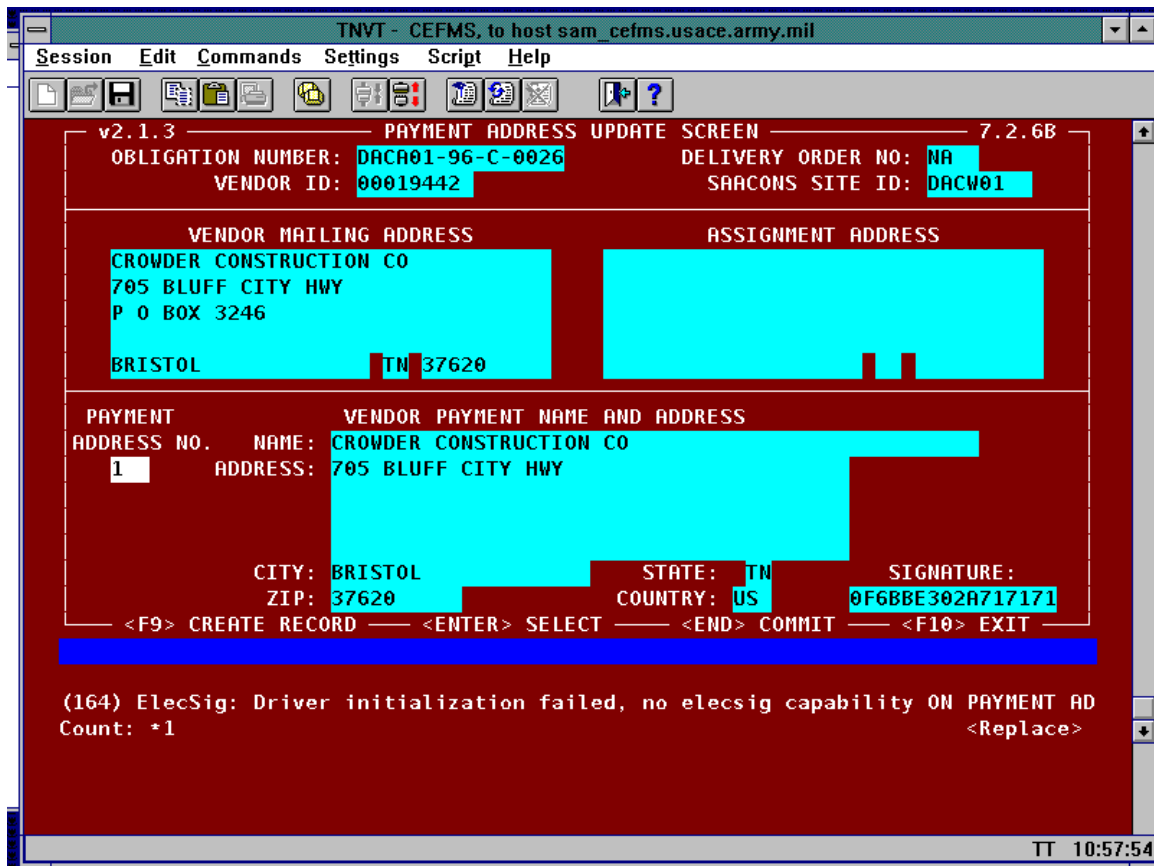 TNVT - CEFMS, to host sam_cefms.usace.army.mil
Session Edit Commands Settings Script Help
v2.1.3 PAYMENT ADDRESS UPDATE SCREEN 7.2.6B
OBLIGATION NUMBER: DACA01-96-C-0026 DELIVERY ORDER NO: NA
VENDOR ID: 00019442 SAACONS SITE ID: DACW01
VENDOR MAILING ADDRESS ASSIGNMENT ADDRESS
CROWDER CONSTRUCTION CO
705 BLUFF CITY HWY
P O BOX 3246
BRISTOL TN 37620
PAYMENT VENDOR PAYMENT NAME AND ADDRESS
ADDRESS NO. NAME: CROWDER CONSTRUCTION CO
1 ADDRESS: 705 BLUFF CITY HWY
CITY: BRISTOL STATE: TN SIGNATURE:
ZIP: 37620 COUNTRY: US 0F6BBE302A717171
<F9> CREATE RECORD <ENTER> SELECT <END> COMMIT <F10> EXIT
(164) ElecSig: Driver initialization failed, no elecsig capability ON PAYMENT AD
Count: *1 <Replace>
TT 10:57:54